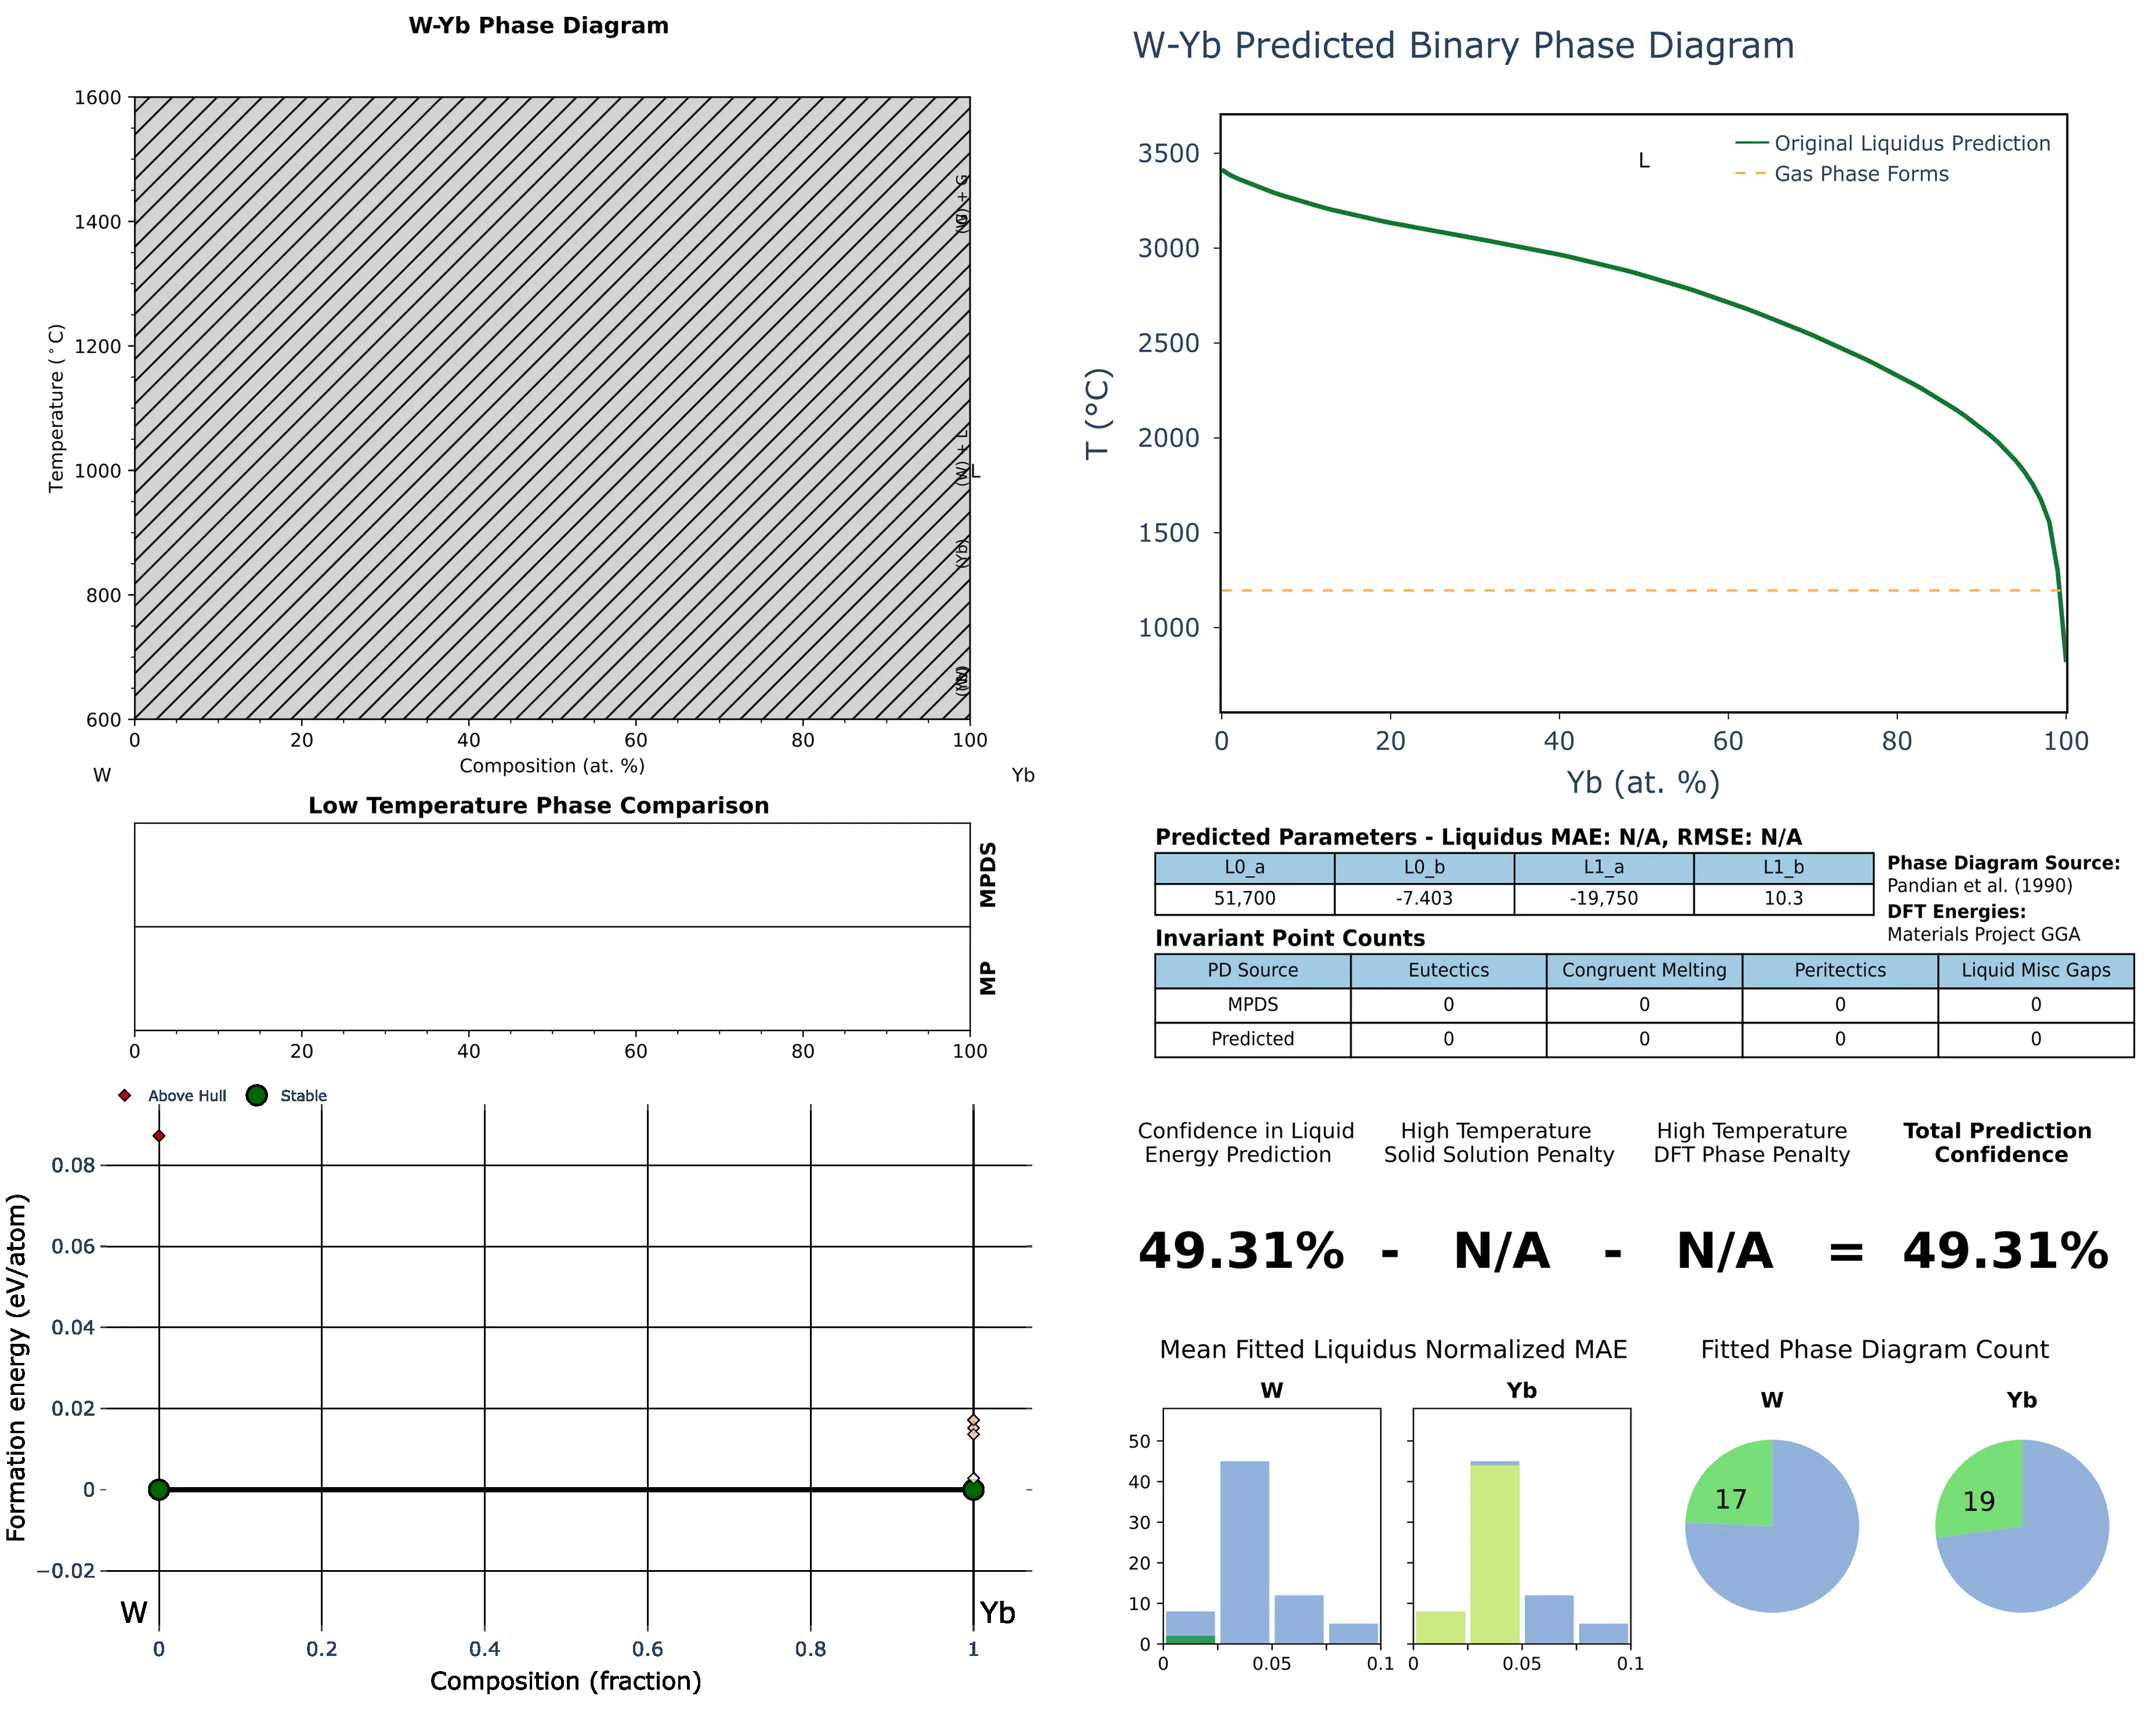 W-Yb Phase Diagram
1600
1400
1200
1000
800
600
Temperature (°C)
(W) + L
L
(Yb)
0 20 40 60 80 100
Composition (at. %)
W Yb
Low Temperature Phase Comparison
MPDS
MP
0 20 40 60 80 100
Above Hull Stable
0.08
0.06
0.04
0.02
0
−0.02
Formation energy (eV/atom)
W Yb
0 0.2 0.4 0.6 0.8 1
Composition (fraction)
W-Yb Predicted Binary Phase Diagram
L
Original Liquidus Prediction
Gas Phase Forms
3500
3000
2500
2000
1500
1000
T (°C)
0 20 40 60 80 100
Yb (at. %)
Predicted Parameters - Liquidus MAE: N/A, RMSE: N/A
L0_a L0_b L1_a L1_b
51,700 -7.403 -19,750 10.3
Phase Diagram Source:
Pandian et al. (1990)
DFT Energies:
Materials Project GGA
Invariant Point Counts
PD Source Eutectics Congruent Melting Peritectics Liquid Misc Gaps
MPDS 0 0 0 0
Predicted 0 0 0 0
Confidence in Liquid
Energy Prediction
High Temperature
Solid Solution Penalty
High Temperature
DFT Phase Penalty
Total Prediction
Confidence
49.31% - N/A - N/A = 49.31%
Mean Fitted Liquidus Normalized MAE
W Yb
50
40
30
20
10
0
0 0.05 0.1 0 0.05 0.1
Fitted Phase Diagram Count
W Yb
17 19